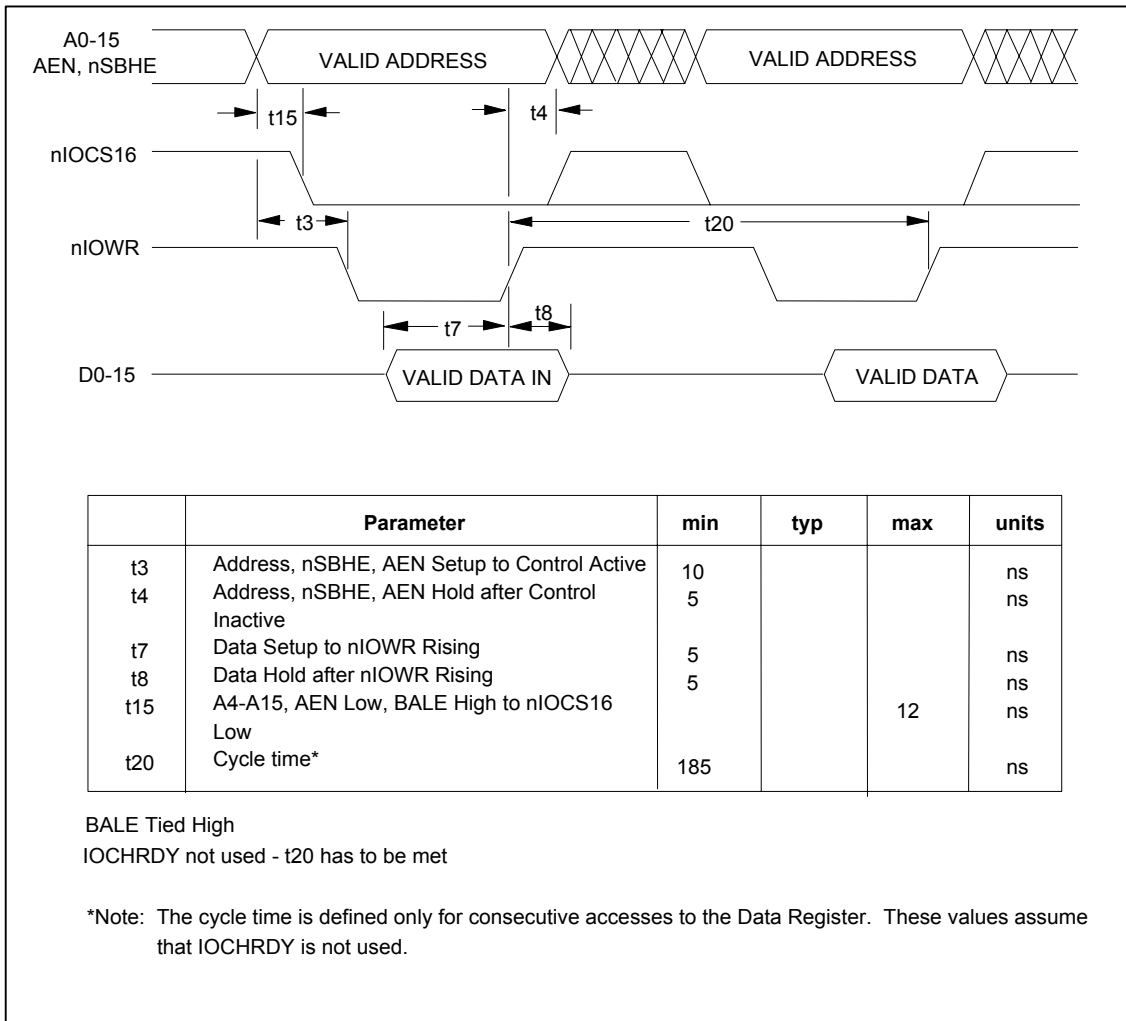 A0-15
AEN, nSBHE
VALID ADDRESS
VALID ADDRESS
t15
t4
nIOCS16
t3
t20
nIOWR
t7
t8
D0-15
VALID DATA IN
VALID DATA
Parameter min typ max units
t3 Address, nSBHE, AEN Setup to Control Active 10 ns
t4 Address, nSBHE, AEN Hold after Control 5 ns
Inactive
t7 Data Setup to nIOWR Rising 5 ns
t8 Data Hold after nIOWR Rising 5 ns
t15 A4-A15, AEN Low, BALE High to nIOCS16 12 ns
Low
t20 Cycle time* 185 ns
BALE Tied High
IOCHRDY not used - t20 has to be met
*Note: The cycle time is defined only for consecutive accesses to the Data Register. These values assume
that IOCHRDY is not used.